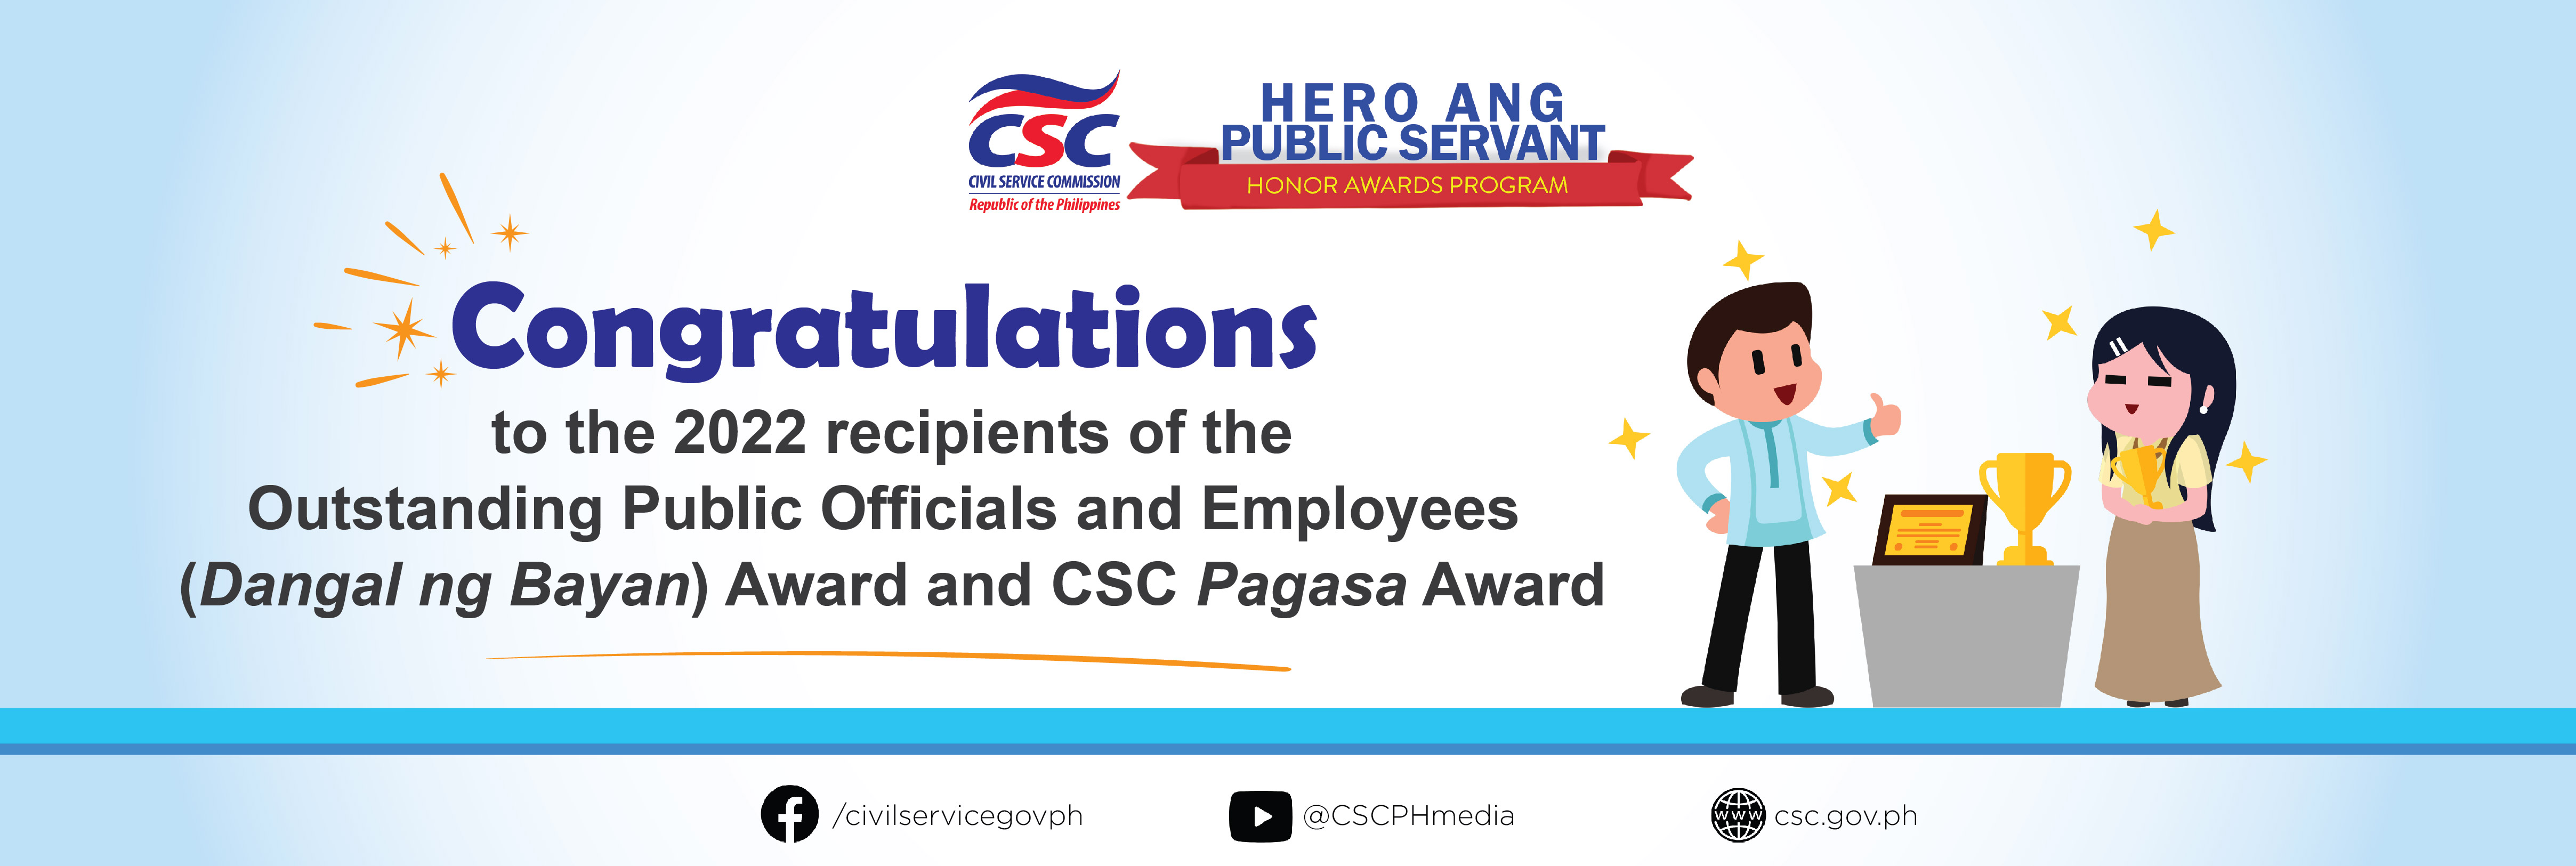 CSC
CIVIL SERVICE COMMISSION
Republic of the Philippines
HERO ANG
PUBLIC SERVANT
HONOR AWARDS PROGRAM
Congratulations
to the 2022 recipients of the
Outstanding Public Officials and Employees
(Dangal ng Bayan) Award and CSC Pagasa Award
/civilservicegovph
@CSCPHmedia
WWW csc.gov.ph